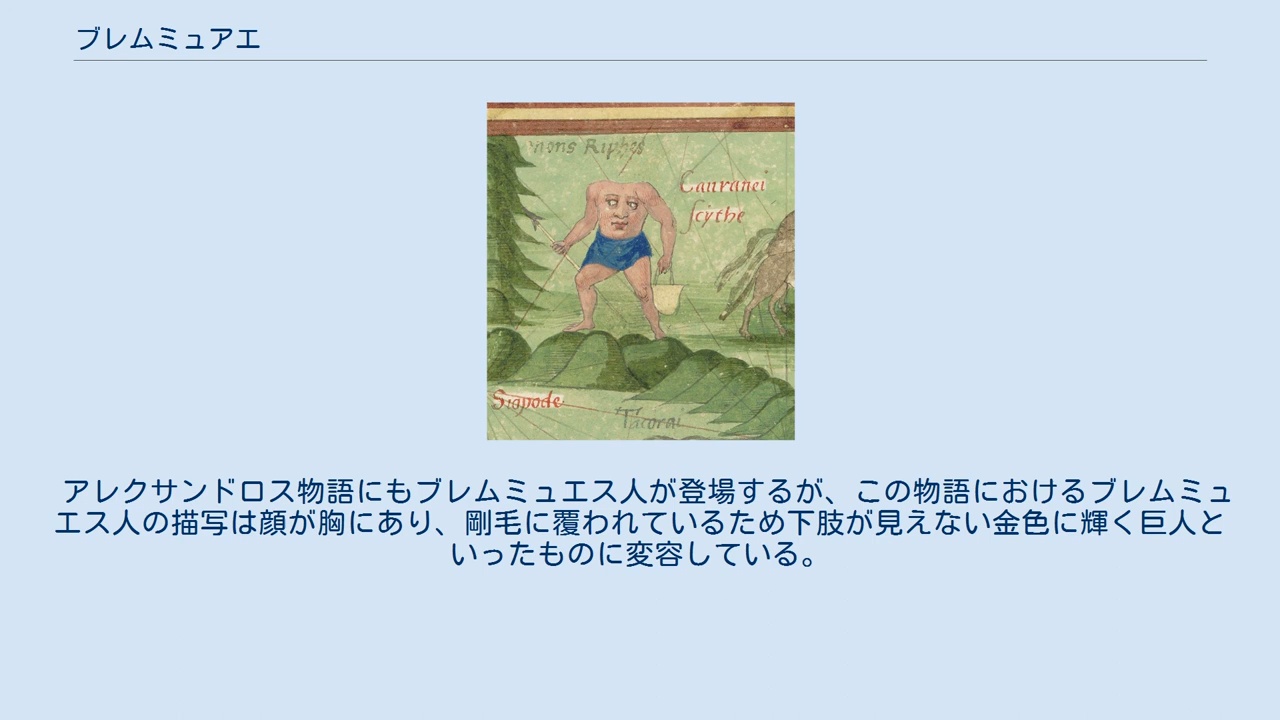 ブレムミュアエ
mons Riphes
Cauranei
scythe
Siapode
Tacorai
アレクサンドロス物語にもブレムミュエス人が登場するが、この物語におけるブレムミュ
エス人の描写は顔が胸にあり、剛毛に覆われているため下肢が見えない金色に輝く巨人と
いったものに変容している。